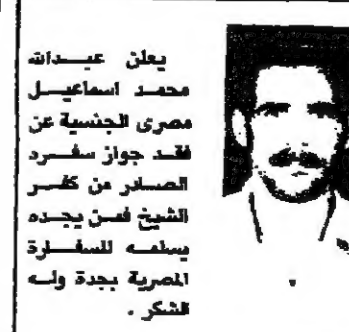 يعلن عبدالله
محمد اسماعيل
مصرى الجنسية عن
فقد جواز سفره
الصادر من كفر
الشيخ فمن يجده
يسلمه للسفارة
المصرية بجدة وله
الشكر .